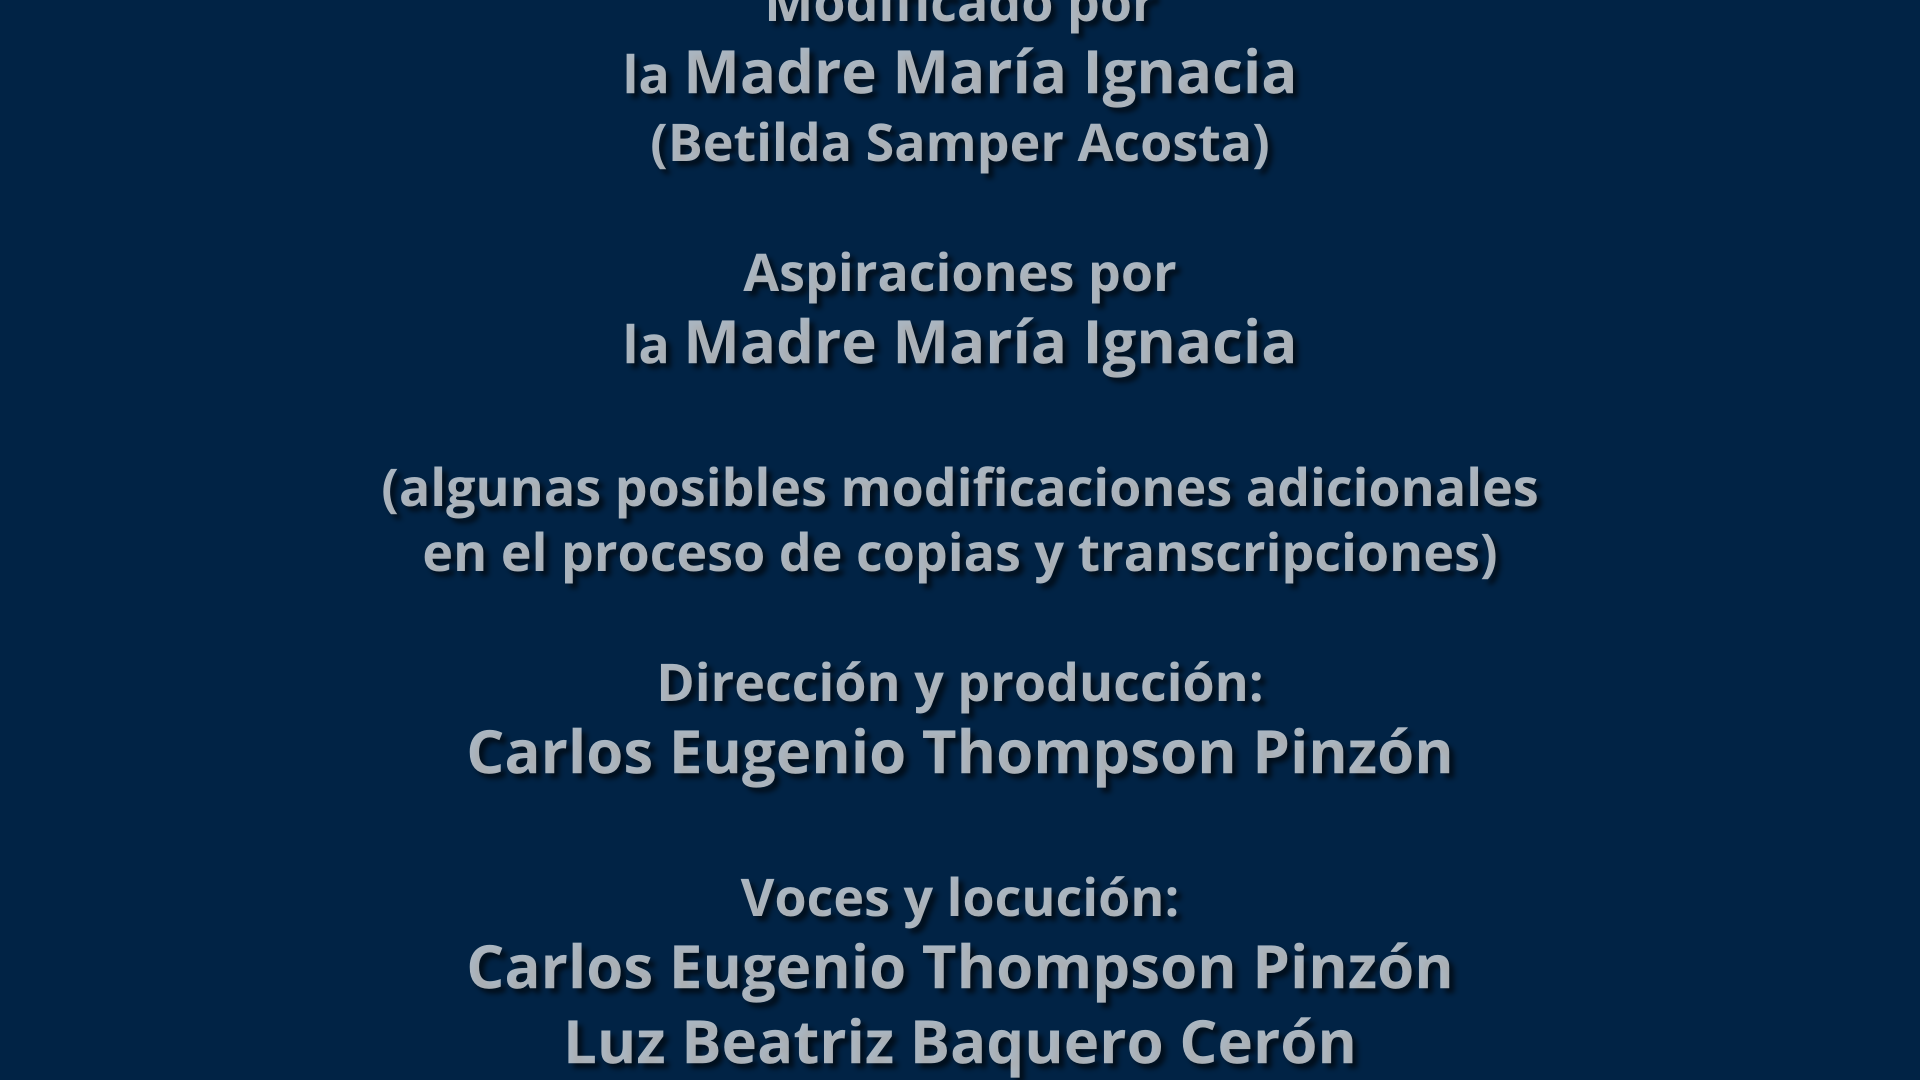 Modificado por
la Madre María Ignacia
(Betilda Samper Acosta)
Aspiraciones por
la Madre María Ignacia
(algunas posibles modificaciones adicionales
en el proceso de copias y transcripciones)
Dirección y producción:
Carlos Eugenio Thompson Pinzón
Voces y locución:
Carlos Eugenio Thompson Pinzón
Luz Beatriz Baquero Cerón